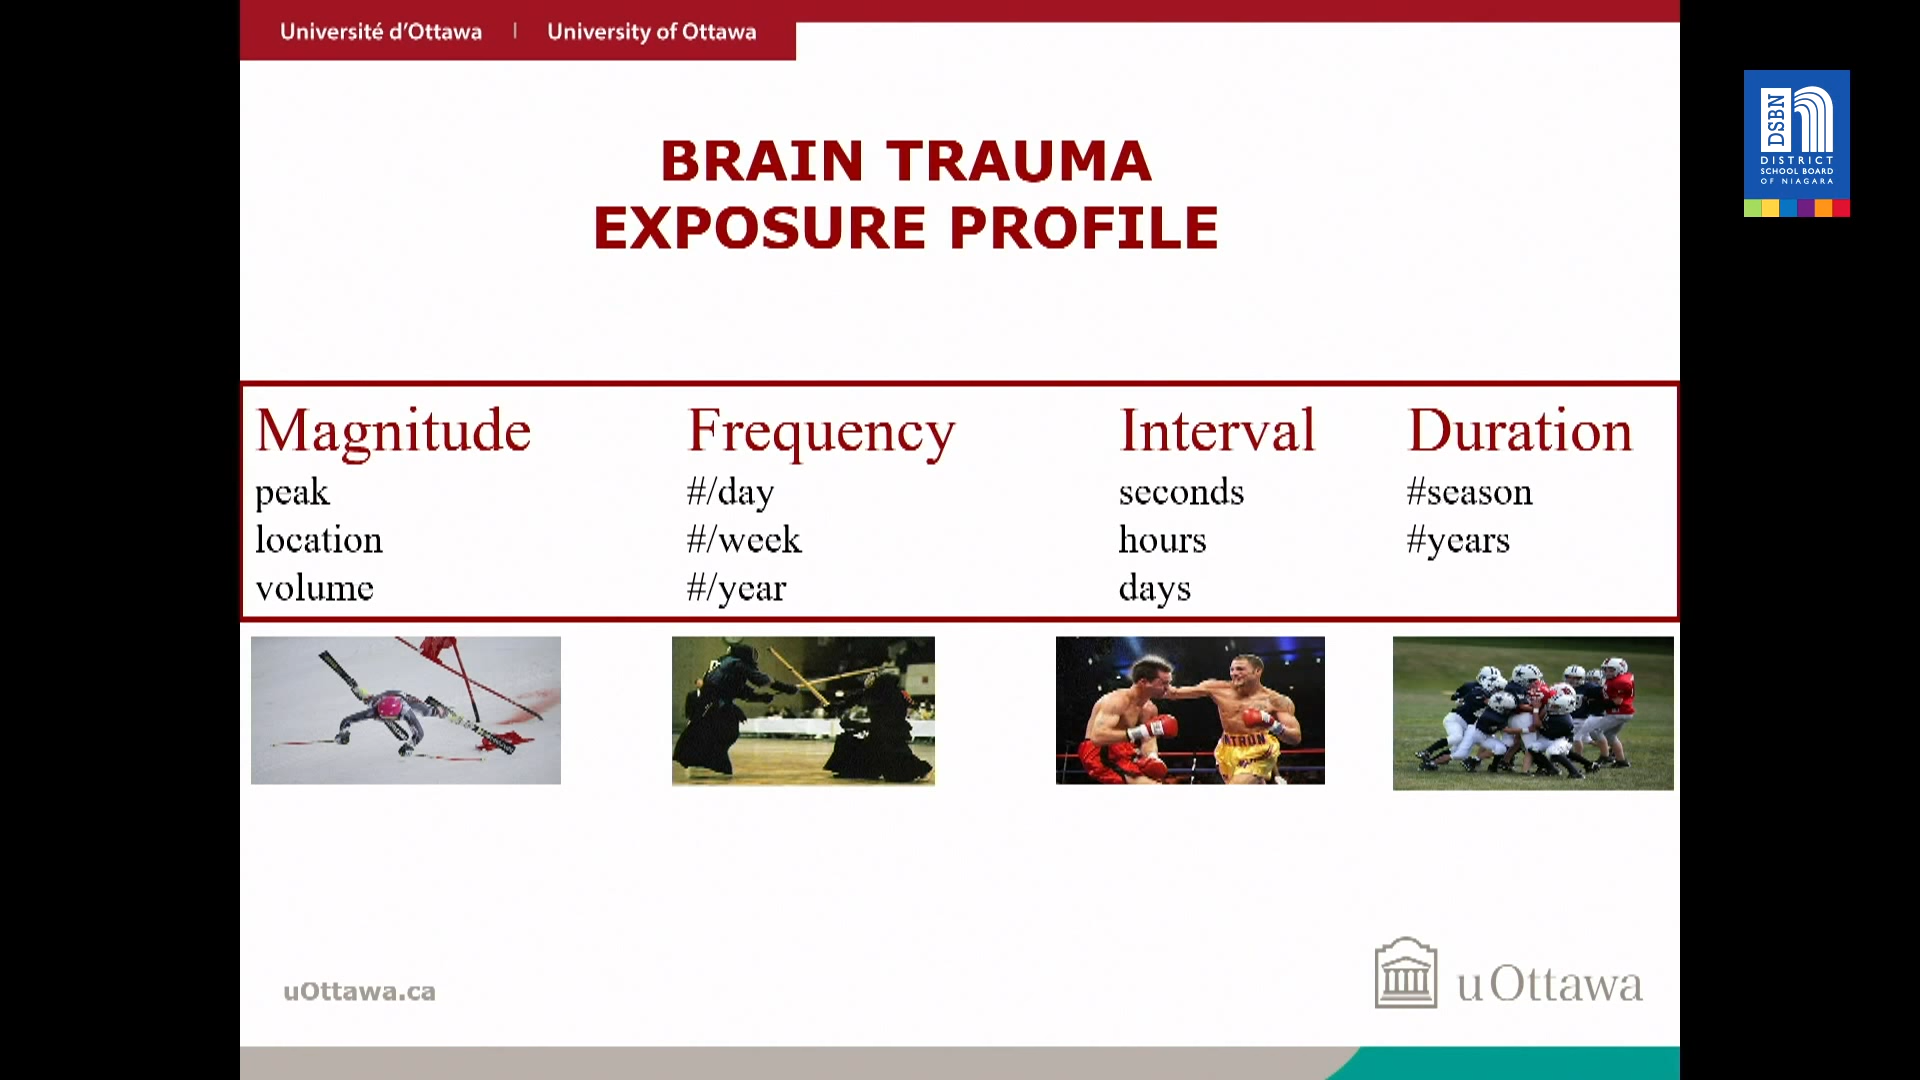 Université d'Ottawa | University of Ottawa
DSBN
DISTRICT
SCHOOL BOARD
OF NIAGARA
BRAIN TRAUMA
EXPOSURE PROFILE
Magnitude
peak
location
volume
Frequency
#/day
#/week
#/year
Interval
seconds
hours
days
Duration
#season
#years
uOttawa.ca
uOttawa